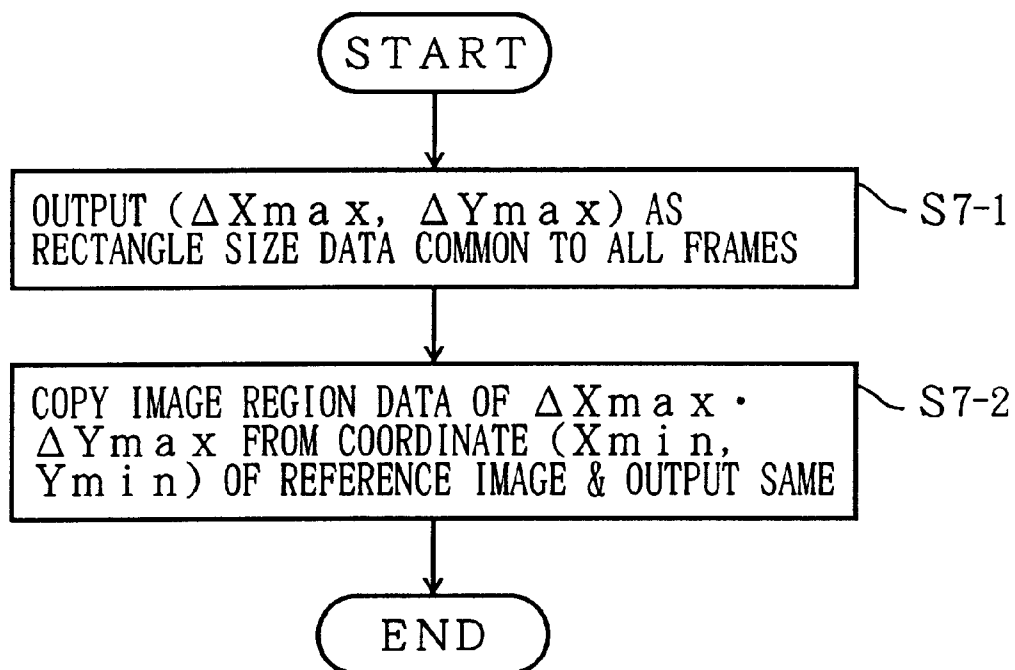 START
OUTPUT (ΔXmax, ΔYmax) AS
RECTANGLE SIZE DATA COMMON TO ALL FRAMES
S7-1
COPY IMAGE REGION DATA OF ΔXmax・
ΔYmax FROM COORDINATE (Xmin,
Ymin) OF REFERENCE IMAGE & OUTPUT SAME
S7-2
END